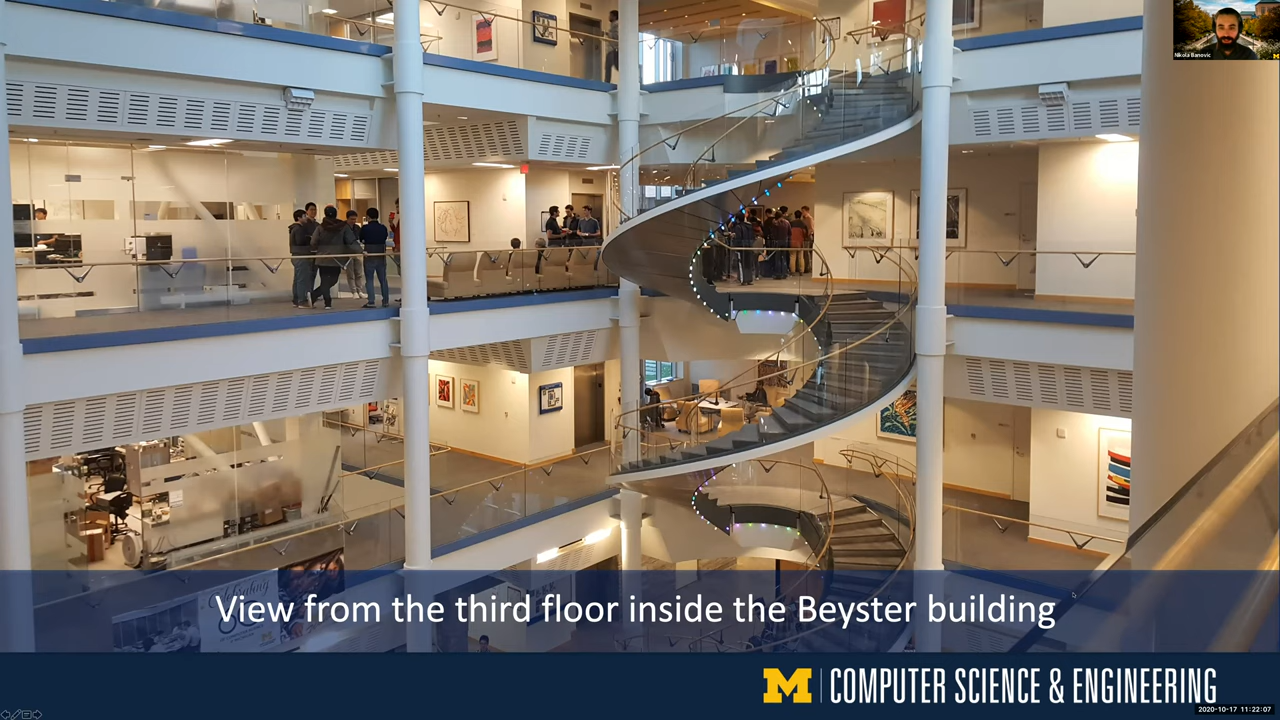 Nikola Banovic
Celebrating
View from the third floor inside the Beyster building
M COMPUTER SCIENCE & ENGINEERING
2020-10-17 11:22:07